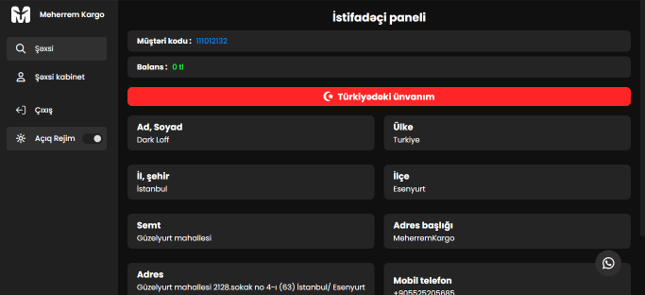 Meherrem Kargo
Şəxsi
Şəxsi kabinet
Çıxış
Açıq Rejim
İstifadəçi paneli
Müştəri kodu : 111012132
Balans : 0 tl
Türkiyədəki ünvanım
Ad, Soyad
Dark Loff
Ülke
Turkiye
İl, şehir
İstanbul
İlçe
Esenyurt
Semt
Güzelyurt mahallesi
Adres başlığı
MeherremKargo
Adres
Güzelyurt mahallesi 2128.sokak no 4-ı (63) İstanbul/ Esenyurt
Mobil telefon
+905525205685